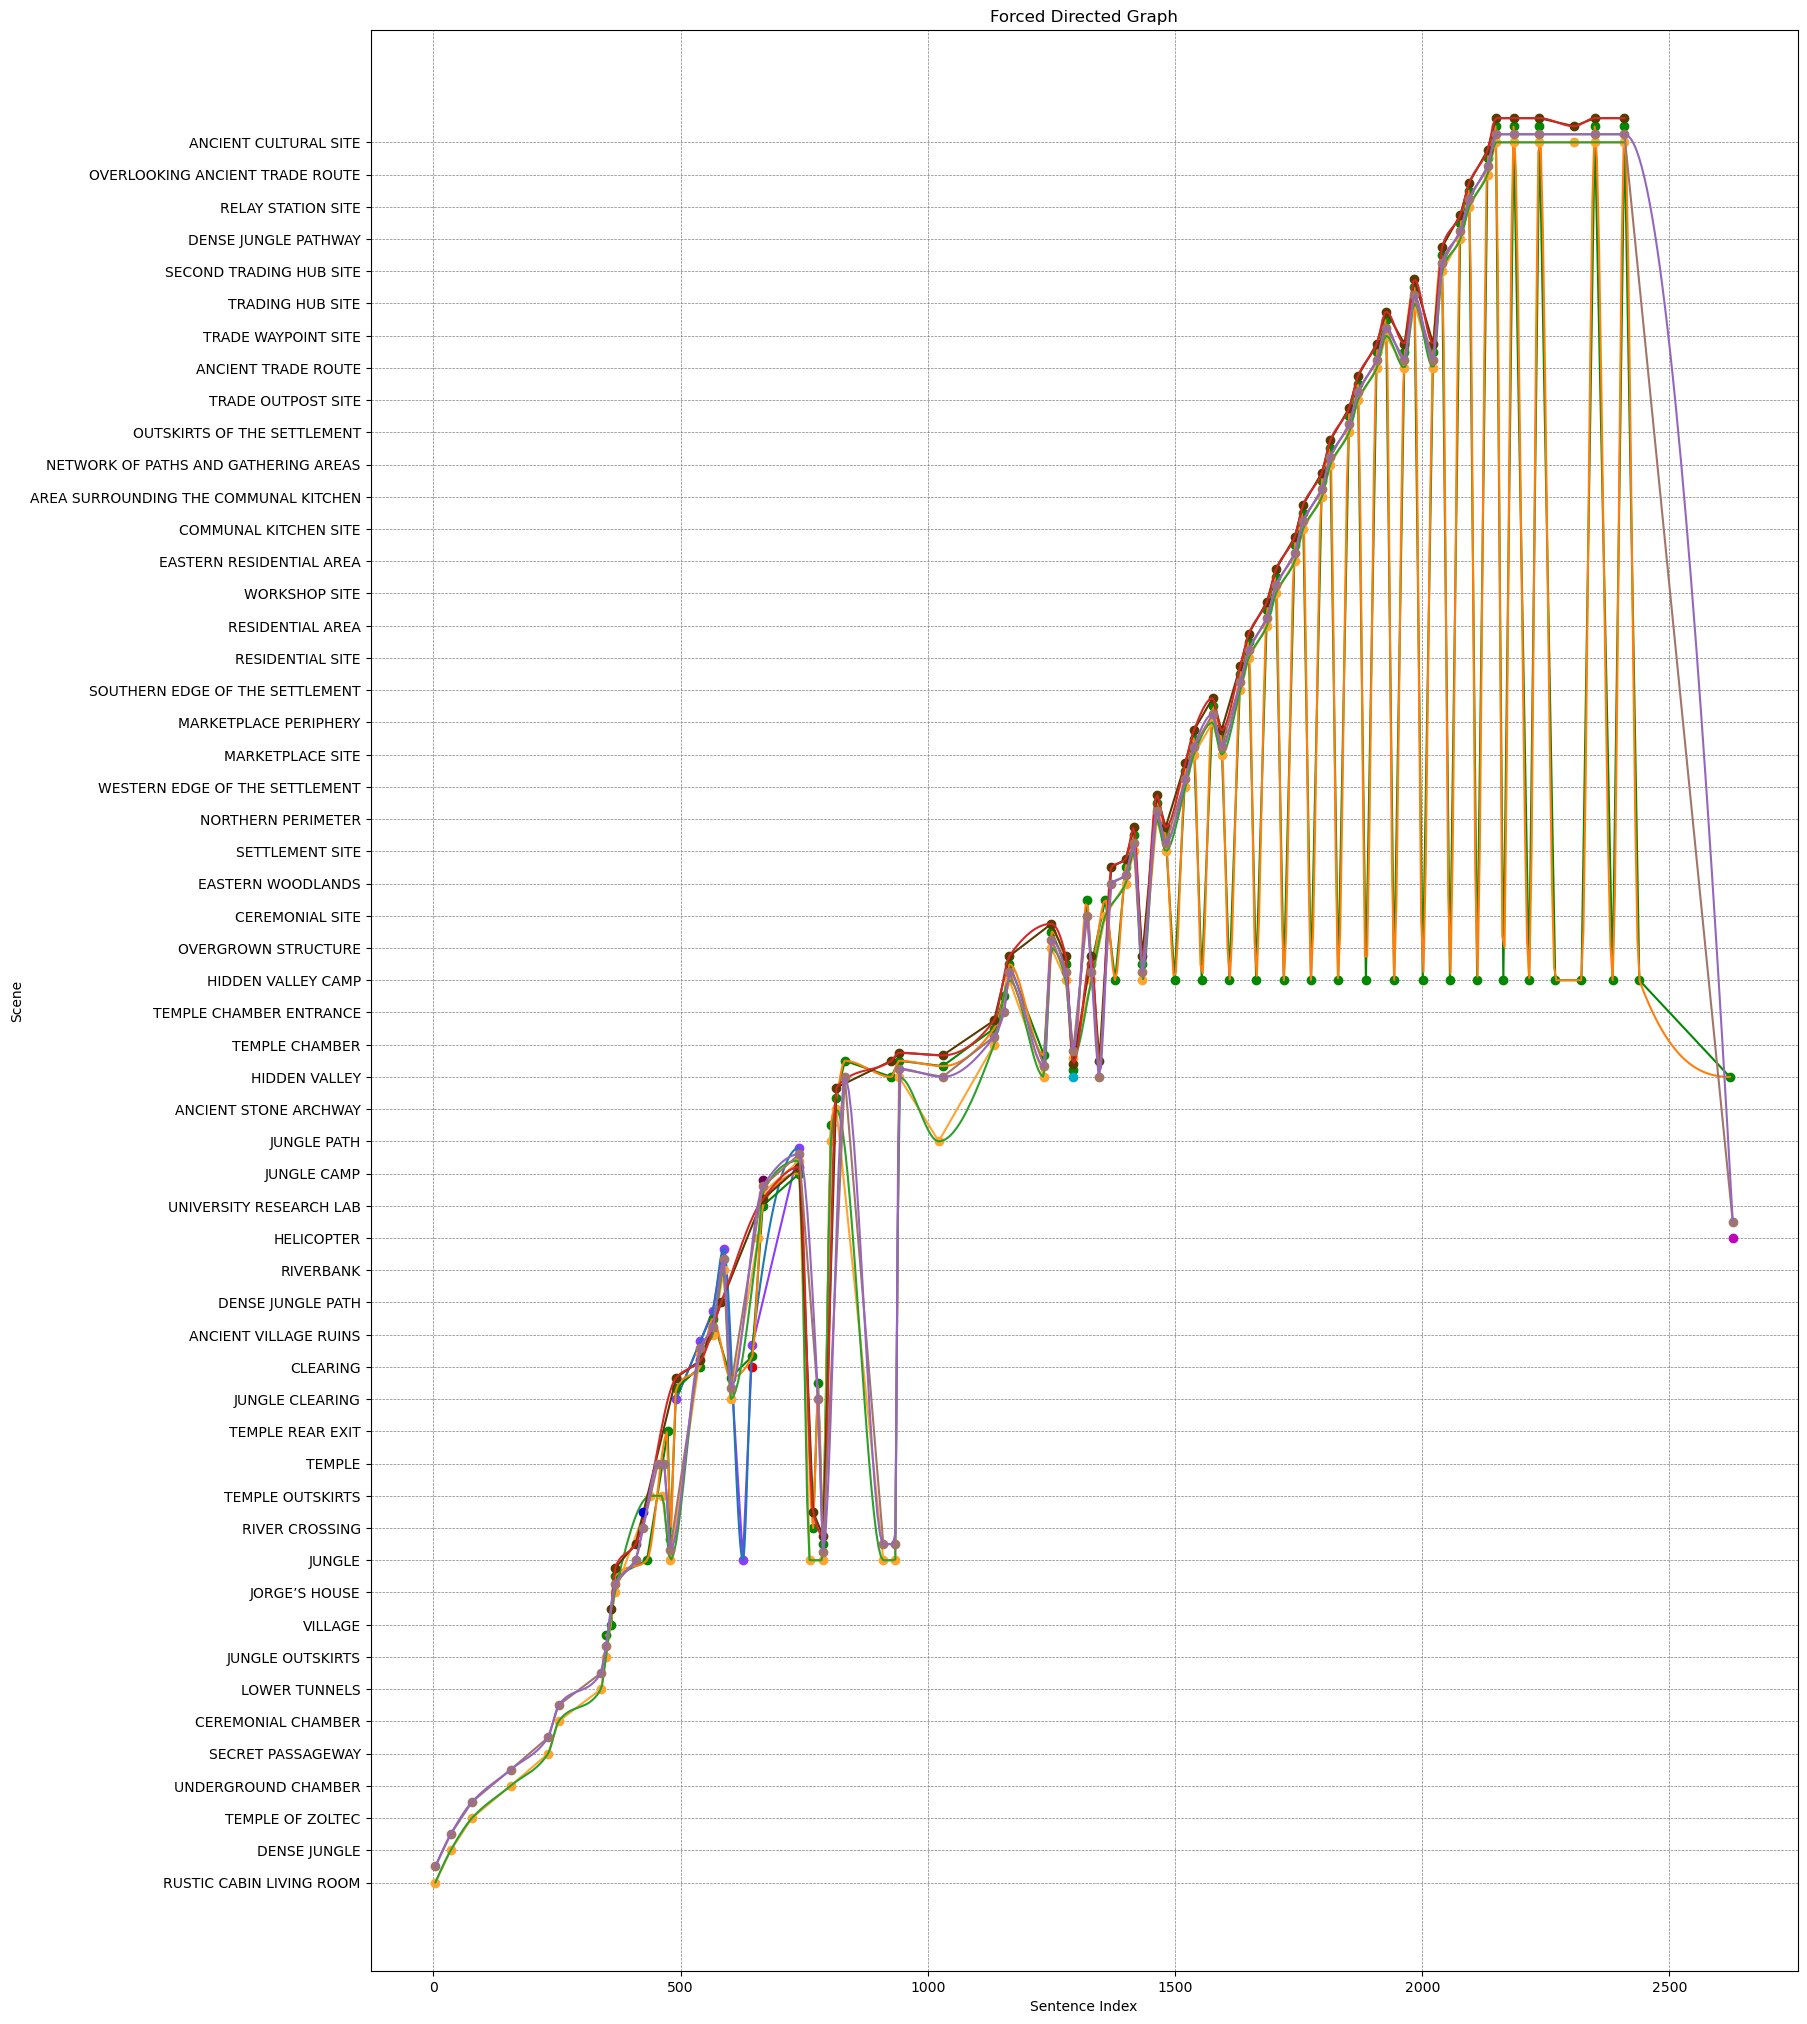 Forced Directed Graph
Scene
ANCIENT CULTURAL SITE
OVERLOOKING ANCIENT TRADE ROUTE
RELAY STATION SITE
DENSE JUNGLE PATHWAY
SECOND TRADING HUB SITE
TRADING HUB SITE
TRADE WAYPOINT SITE
ANCIENT TRADE ROUTE
TRADE OUTPOST SITE
OUTSKIRTS OF THE SETTLEMENT
NETWORK OF PATHS AND GATHERING AREAS
AREA SURROUNDING THE COMMUNAL KITCHEN
COMMUNAL KITCHEN SITE
EASTERN RESIDENTIAL AREA
WORKSHOP SITE
RESIDENTIAL AREA
RESIDENTIAL SITE
SOUTHERN EDGE OF THE SETTLEMENT
MARKETPLACE PERIPHERY
MARKETPLACE SITE
WESTERN EDGE OF THE SETTLEMENT
NORTHERN PERIMETER
SETTLEMENT SITE
EASTERN WOODLANDS
CEREMONIAL SITE
OVERGROWN STRUCTURE
HIDDEN VALLEY CAMP
TEMPLE CHAMBER ENTRANCE
TEMPLE CHAMBER
HIDDEN VALLEY
ANCIENT STONE ARCHWAY
JUNGLE PATH
JUNGLE CAMP
UNIVERSITY RESEARCH LAB
HELICOPTER
RIVERBANK
DENSE JUNGLE PATH
ANCIENT VILLAGE RUINS
CLEARING
JUNGLE CLEARING
TEMPLE REAR EXIT
TEMPLE
TEMPLE OUTSKIRTS
RIVER CROSSING
JUNGLE
JORGE’S HOUSE
VILLAGE
JUNGLE OUTSKIRTS
LOWER TUNNELS
CEREMONIAL CHAMBER
SECRET PASSAGEWAY
UNDERGROUND CHAMBER
TEMPLE OF ZOLTEC
DENSE JUNGLE
RUSTIC CABIN LIVING ROOM
0 500 1000 1500 2000 2500
Sentence Index